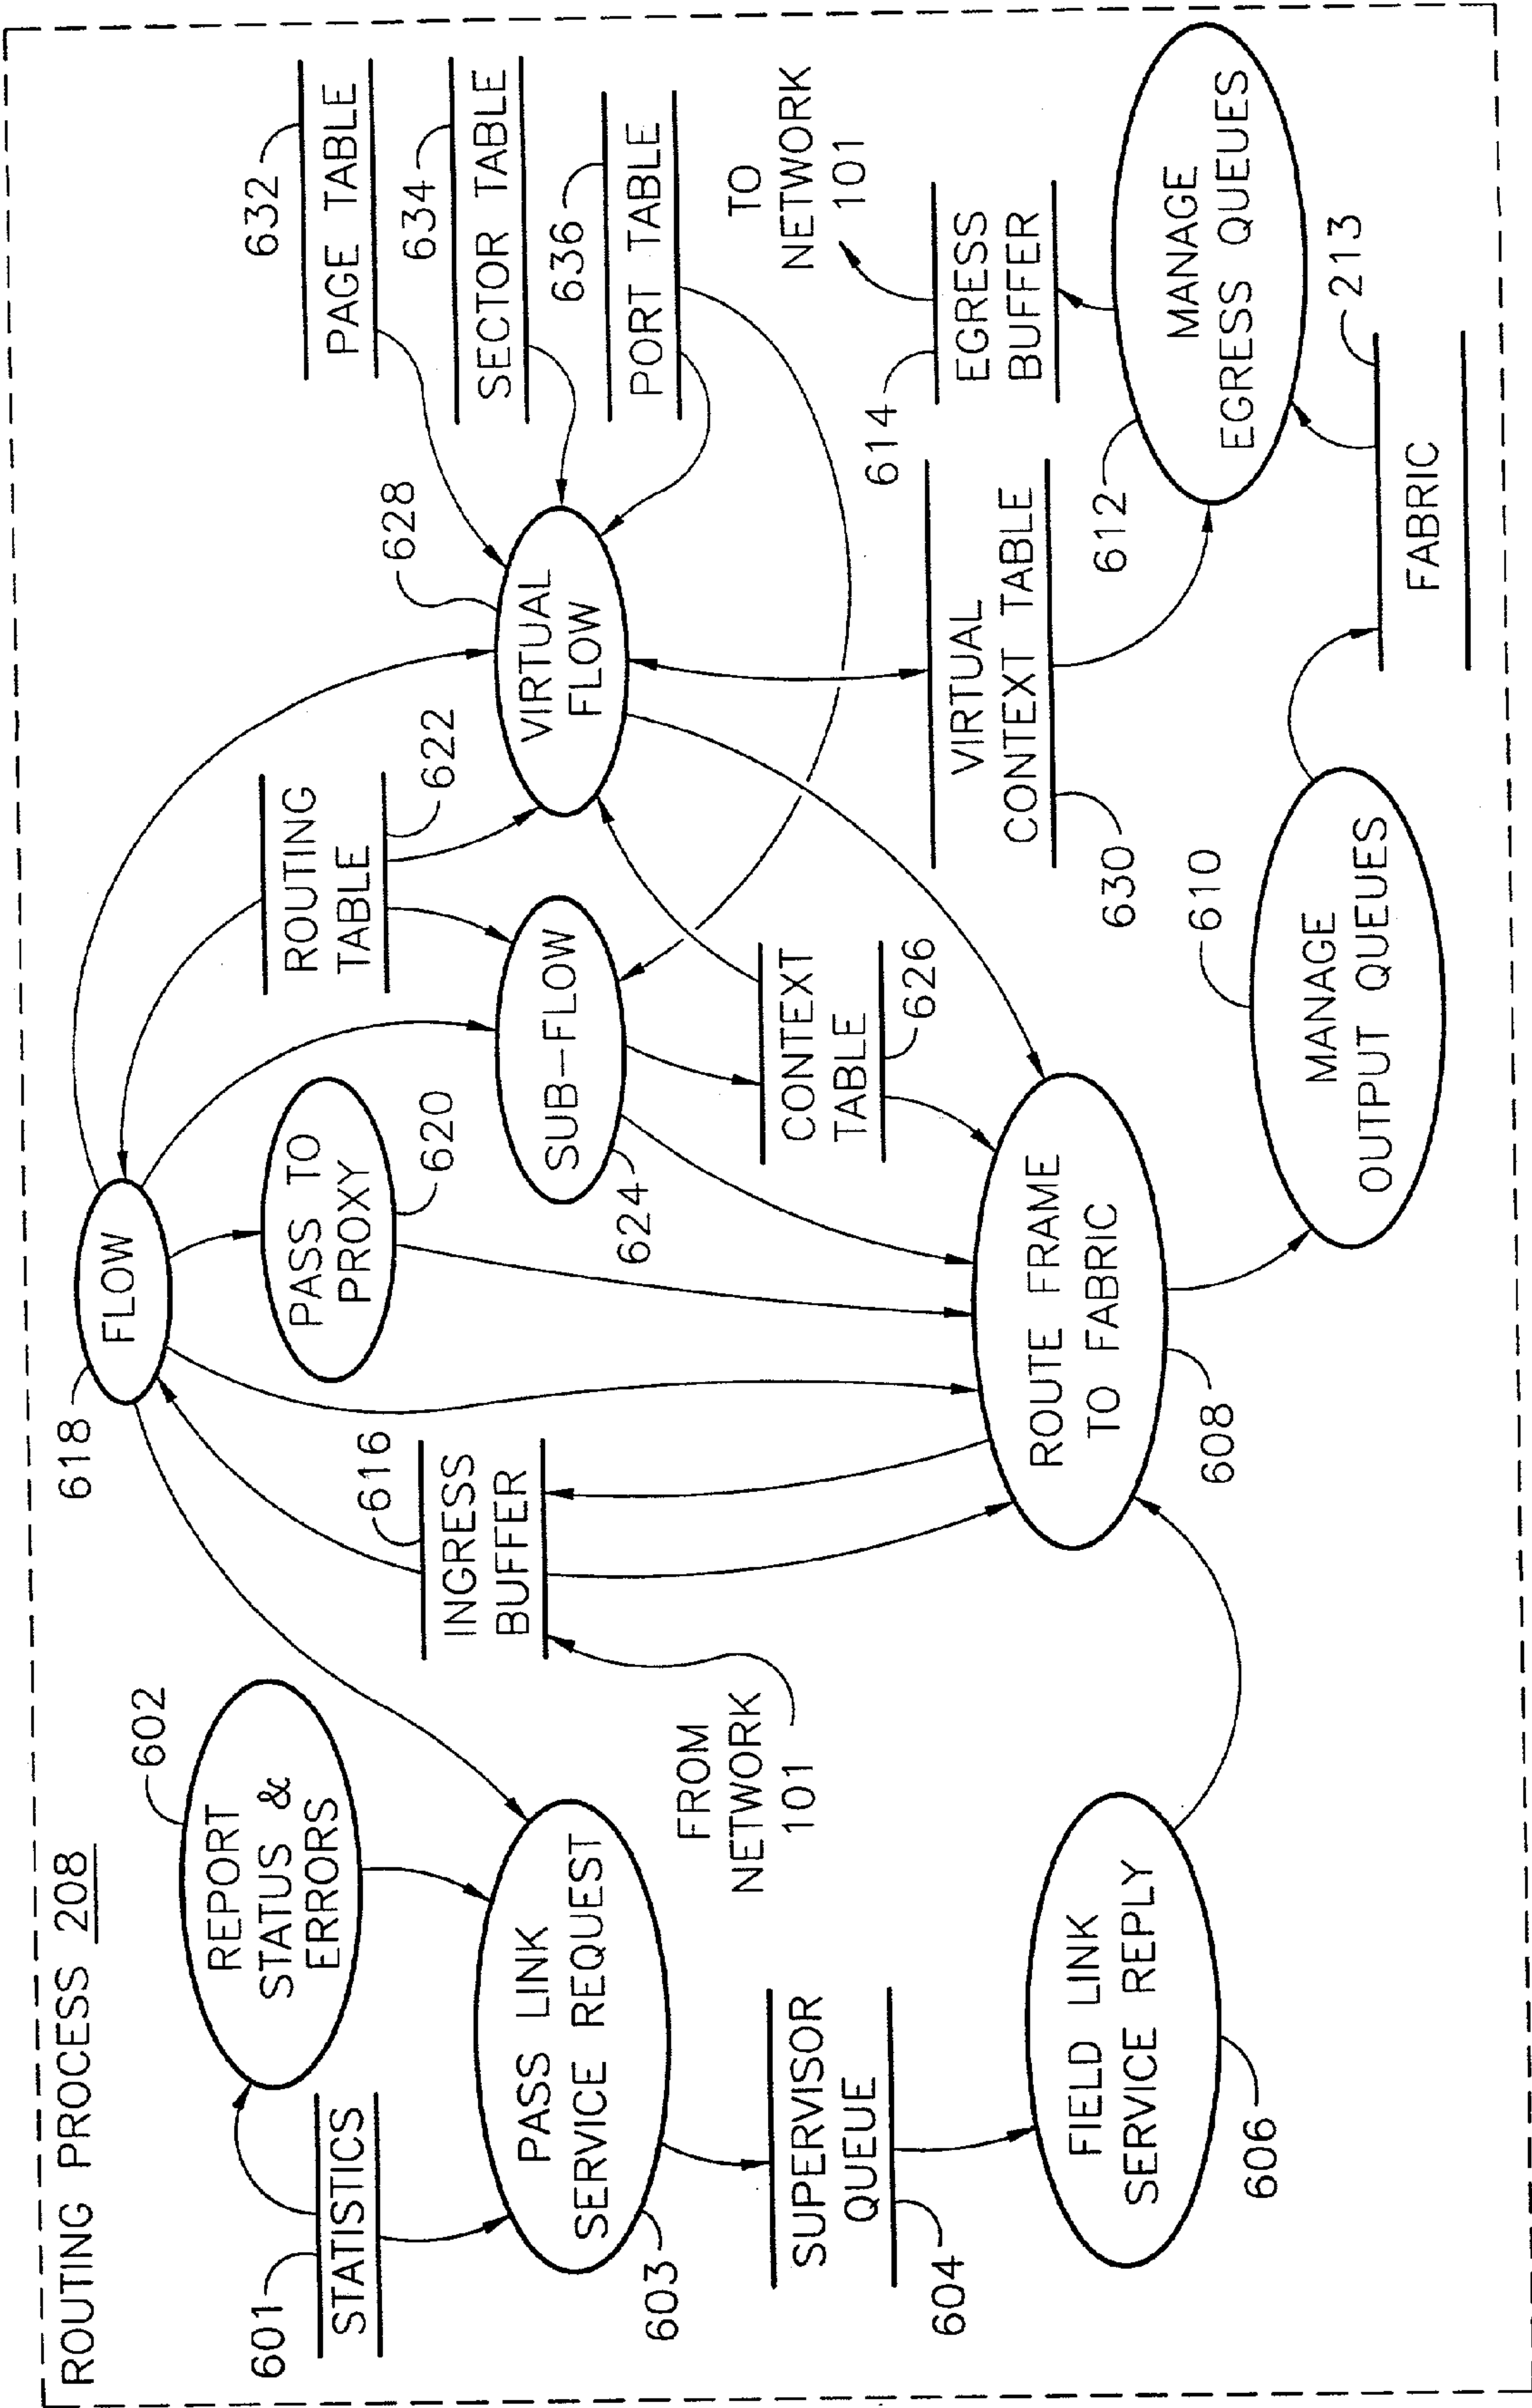 ROUTING PROCESS 208
601
STATISTICS
602
REPORT
STATUS &
ERRORS
603
PASS LINK
SERVICE REQUEST
604
SUPERVISOR
QUEUE
606
FIELD LINK
SERVICE REPLY
FROM
NETWORK
101
616
INGRESS
BUFFER
618
FLOW
620
PASS TO
PROXY
608
ROUTE FRAME
TO FABRIC
624
SUB-FLOW
622
ROUTING
TABLE
626
CONTEXT
TABLE
628
VIRTUAL
FLOW
630
VIRTUAL
CONTEXT TABLE
610
MANAGE
OUTPUT QUEUES
632
PAGE TABLE
634
SECTOR TABLE
636
PORT TABLE
TO
NETWORK
101
614
EGRESS
BUFFER
612
MANAGE
EGRESS QUEUES
213
FABRIC